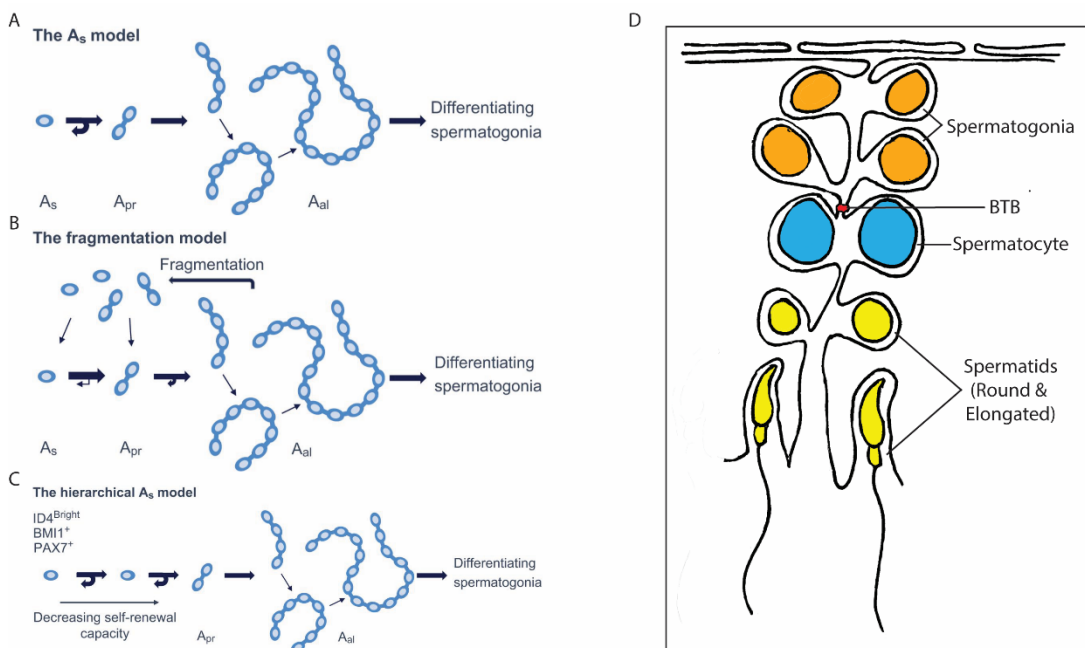 A
The As model
As
Apr
Aal
Differentiating
spermatogonia
B
The fragmentation model
Fragmentation
As
Apr
Aal
Differentiating
spermatogonia
C
The hierarchical As model
ID4Bright
BMI1+
PAX7+
Decreasing self-renewal
capacity
Apr
Aal
Differentiating
spermatogonia
D
Spermatogonia
BTB
Spermatocyte
Spermatids
(Round &
Elongated)